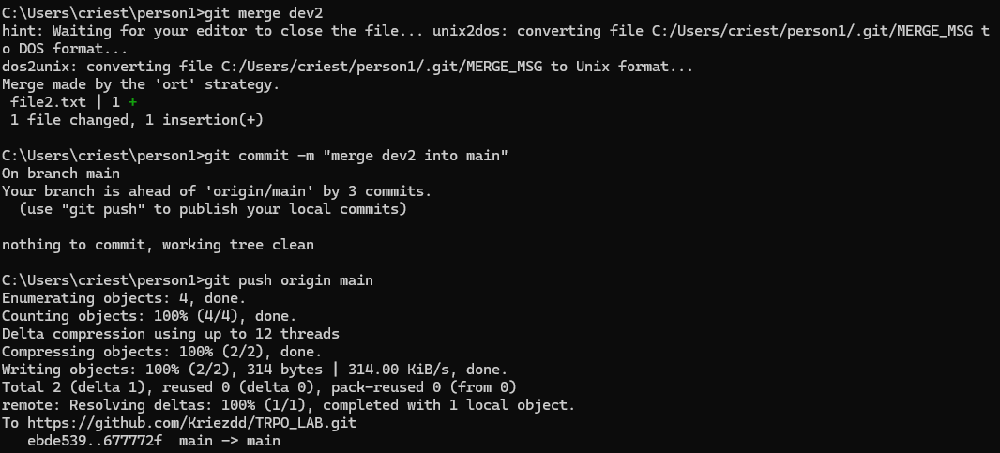 C:\Users\criest\person1>git merge dev2
hint: Waiting for your editor to close the file... unix2dos: converting file C:/Users/criest/person1/.git/MERGE_MSG t
o DOS format...
dos2unix: converting file C:/Users/criest/person1/.git/MERGE_MSG to Unix format...
Merge made by the 'ort' strategy.
 file2.txt | 1 +
 1 file changed, 1 insertion(+)

C:\Users\criest\person1>git commit -m "merge dev2 into main"
On branch main
Your branch is ahead of 'origin/main' by 3 commits.
  (use "git push" to publish your local commits)

nothing to commit, working tree clean

C:\Users\criest\person1>git push origin main
Enumerating objects: 4, done.
Counting objects: 100% (4/4), done.
Delta compression using up to 12 threads
Compressing objects: 100% (2/2), done.
Writing objects: 100% (2/2), 314 bytes | 314.00 KiB/s, done.
Total 2 (delta 1), reused 0 (delta 0), pack-reused 0 (from 0)
remote: Resolving deltas: 100% (1/1), completed with 1 local object.
To https://github.com/Kriezdd/TRPO_LAB.git
   ebde539..677772f  main -> main